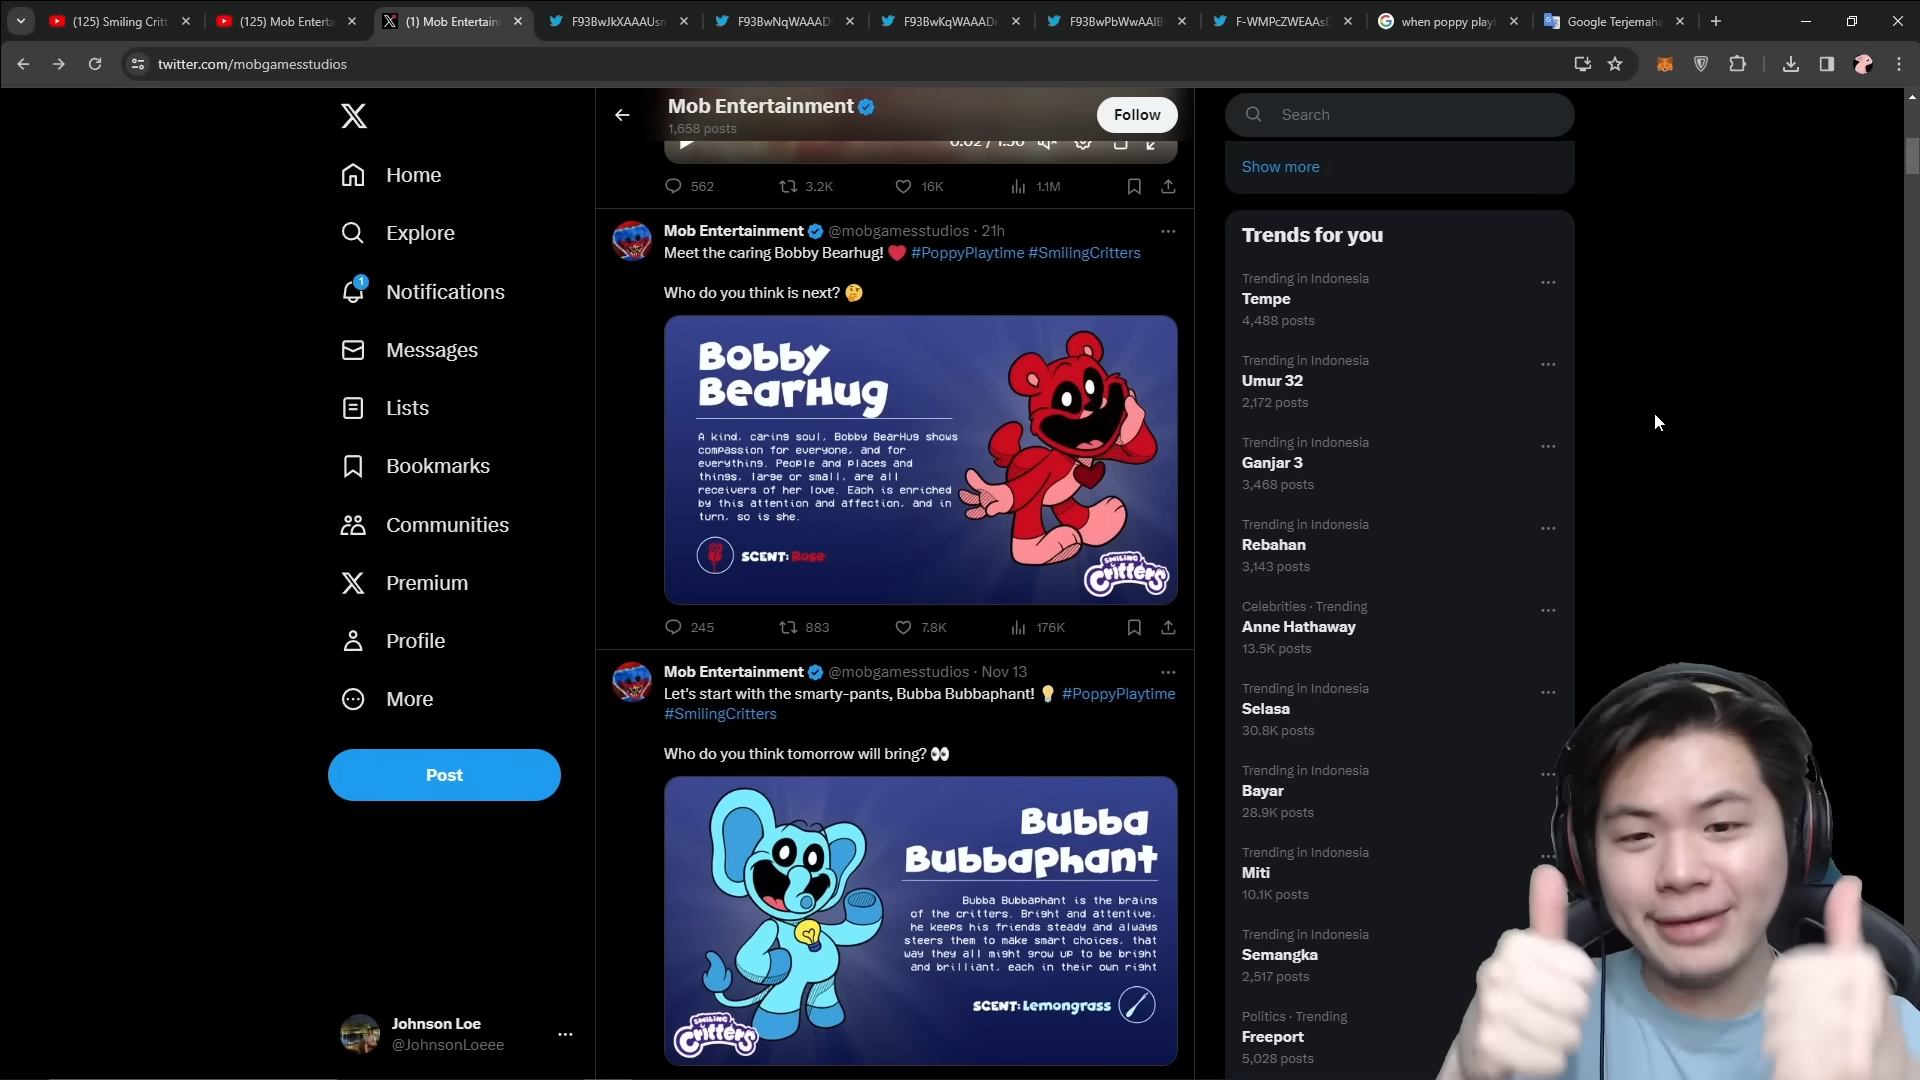 (125) Smiling Crit
(125) Mob Enterta
(1) Mob Entertain
F93BwJkXAAAUsn
F93BwNqWAAAD
F93BwKqWAAAD
F93BwPbWwAAIB
F-WMPcZWEAAs
when poppy playt
Google Terjemaha
twitter.com/mobgamesstudios
Home
Explore
1
Notifications
Messages
Lists
Bookmarks
Communities
Premium
Profile
More
Post
Johnson Loe
@JohnsonLoeee
Mob Entertainment
1,658 posts
Follow
0:02 / 1:30
562
3.2K
16K
1.1M
Mob Entertainment @mobgamesstudios · 21h
Meet the caring Bobby Bearhug! ❤️ #PoppyPlaytime #SmilingCritters
Who do you think is next? 🤔
Bobby
BearHug
A kind, caring soul, Bobby BearHug shows
compassion for everyone, and for
everything. People and places and
things, large or small, are all
receivers of her love. Each is enriched
by this attention and affection, and in
turn, so is she.
SCENT: Rose
SMILING
Critters
245
883
7.8K
176K
Mob Entertainment @mobgamesstudios · Nov 13
Let's start with the smarty-pants, Bubba Bubbaphant! 💡 #PoppyPlaytime
#SmilingCritters
Who do you think tomorrow will bring? 👀
Bubba
Bubbaphant
Bubba Bubbaphant is the brains
of the critters. Bright and attentive,
he keeps his friends steady and always
steers them to make smart choices, that
way they all might grow up to be bright
and brilliant, each in their own right
SCENT: Lemongrass
SMILING
Critters
Search
Show more
Trends for you
Trending in Indonesia
Tempe
4,488 posts
Trending in Indonesia
Umur 32
2,172 posts
Trending in Indonesia
Ganjar 3
3,468 posts
Trending in Indonesia
Rebahan
3,143 posts
Celebrities · Trending
Anne Hathaway
13.5K posts
Trending in Indonesia
Selasa
30.8K posts
Trending in Indonesia
Bayar
28.9K posts
Trending in Indonesia
Miti
10.1K posts
Trending in Indonesia
Semangka
2,517 posts
Politics · Trending
Freeport
5,028 posts